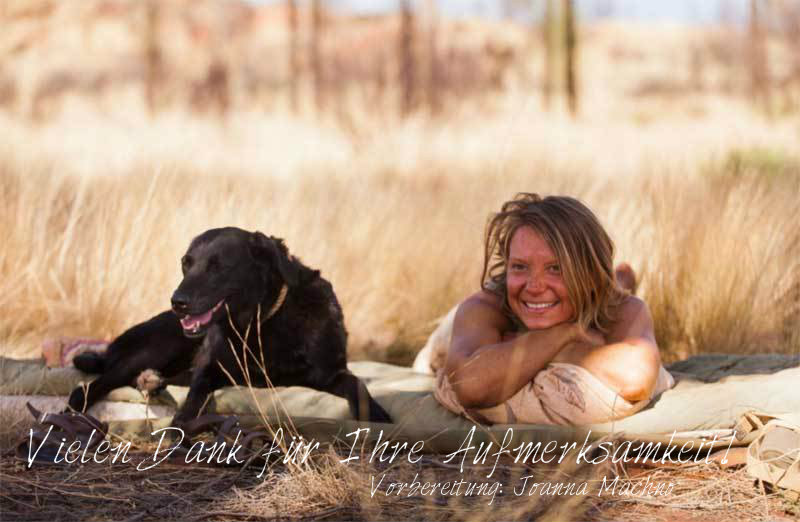 Vielen Dank für Ihre Aufmerksamkeit!
Vorbereitung: Joanna Machno